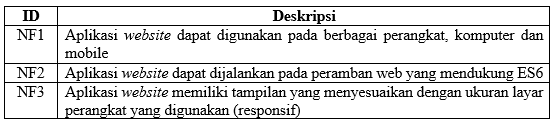 ID Deskripsi
NF1 Aplikasi website dapat digunakan pada berbagai perangkat, komputer dan
mobile
NF2 Aplikasi website dapat dijalankan pada peramban web yang mendukung ES6
NF3 Aplikasi website memiliki tampilan yang menyesuaikan dengan ukuran layar
perangkat yang digunakan (responsif)